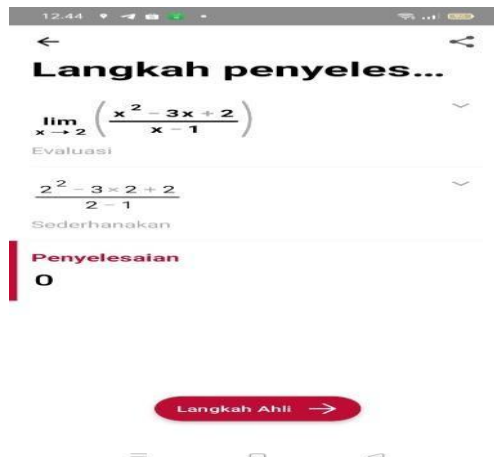 12.44
Langkah penyeles...
lim x → 2 (x² - 3x + 2 / x - 1)
Evaluasi
2² - 3 × 2 + 2 / 2 - 1
Sederhanakan
Penyelesaian
0
Langkah Ahli →